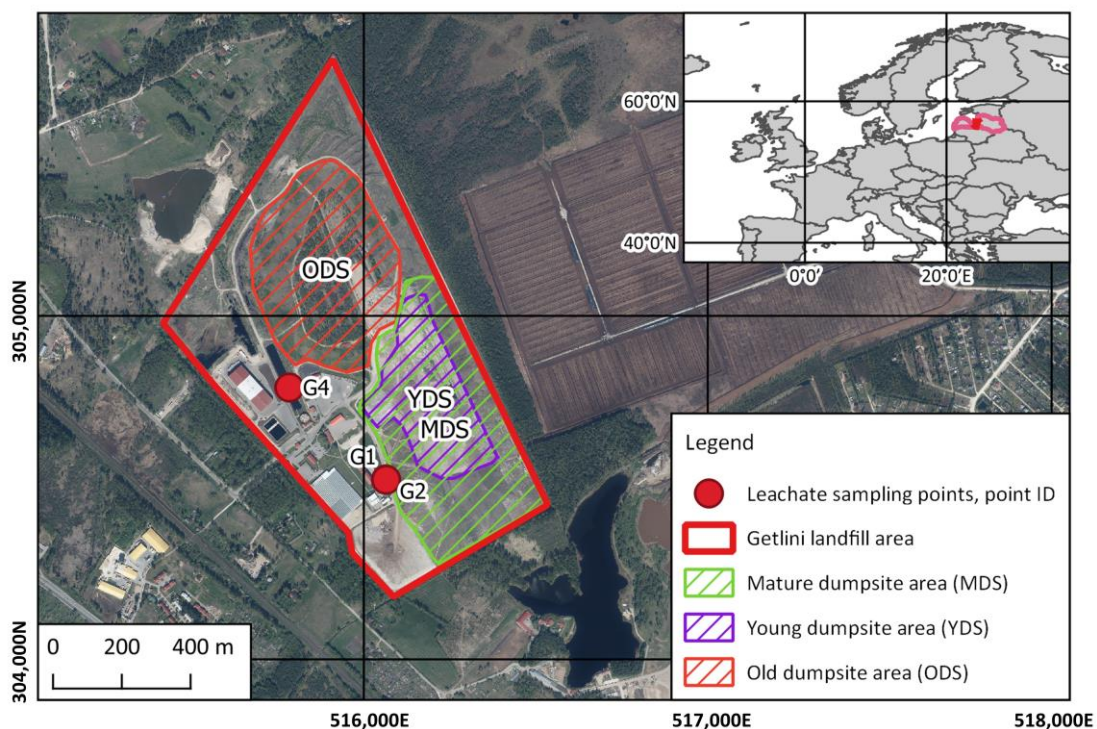 60°0'N
40°0'N
0°0'
20°0'E
305,000N
304,000N
ODS
G4
YDS
MDS
G1
G2
Legend
Leachate sampling points, point ID
Getlini landfill area
Mature dumpsite area (MDS)
Young dumpsite area (YDS)
Old dumpsite area (ODS)
0 200 400 m
516,000E 517,000E 518,000E